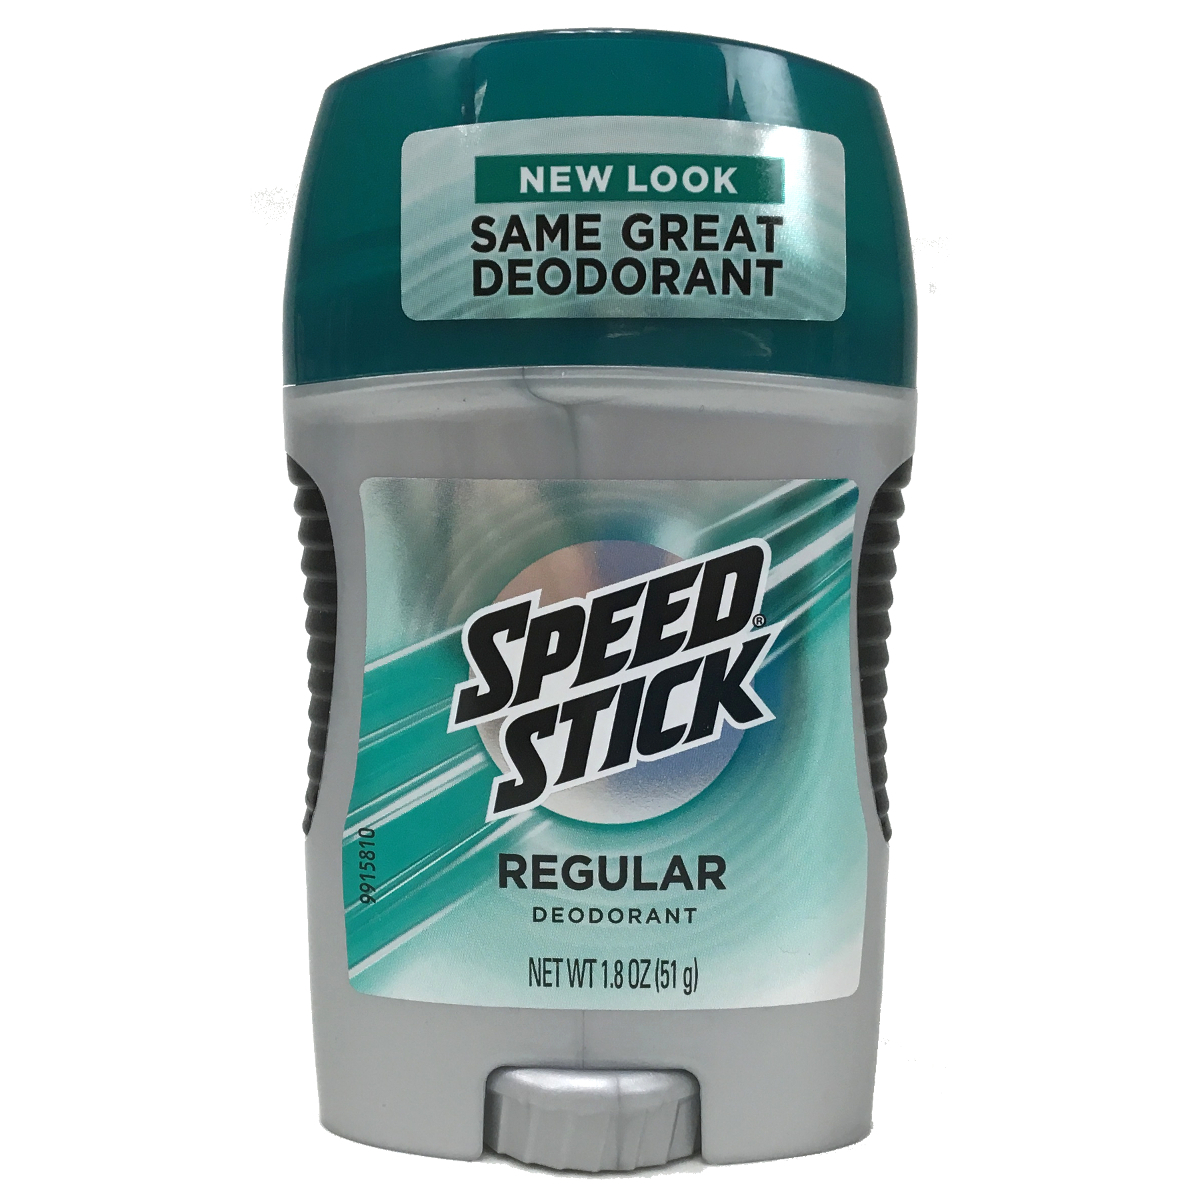 NEW LOOK
SAME GREAT
DEODORANT
SPEED®
STICK
REGULAR
DEODORANT
NET WT 1.8 OZ (51 g)
9915810